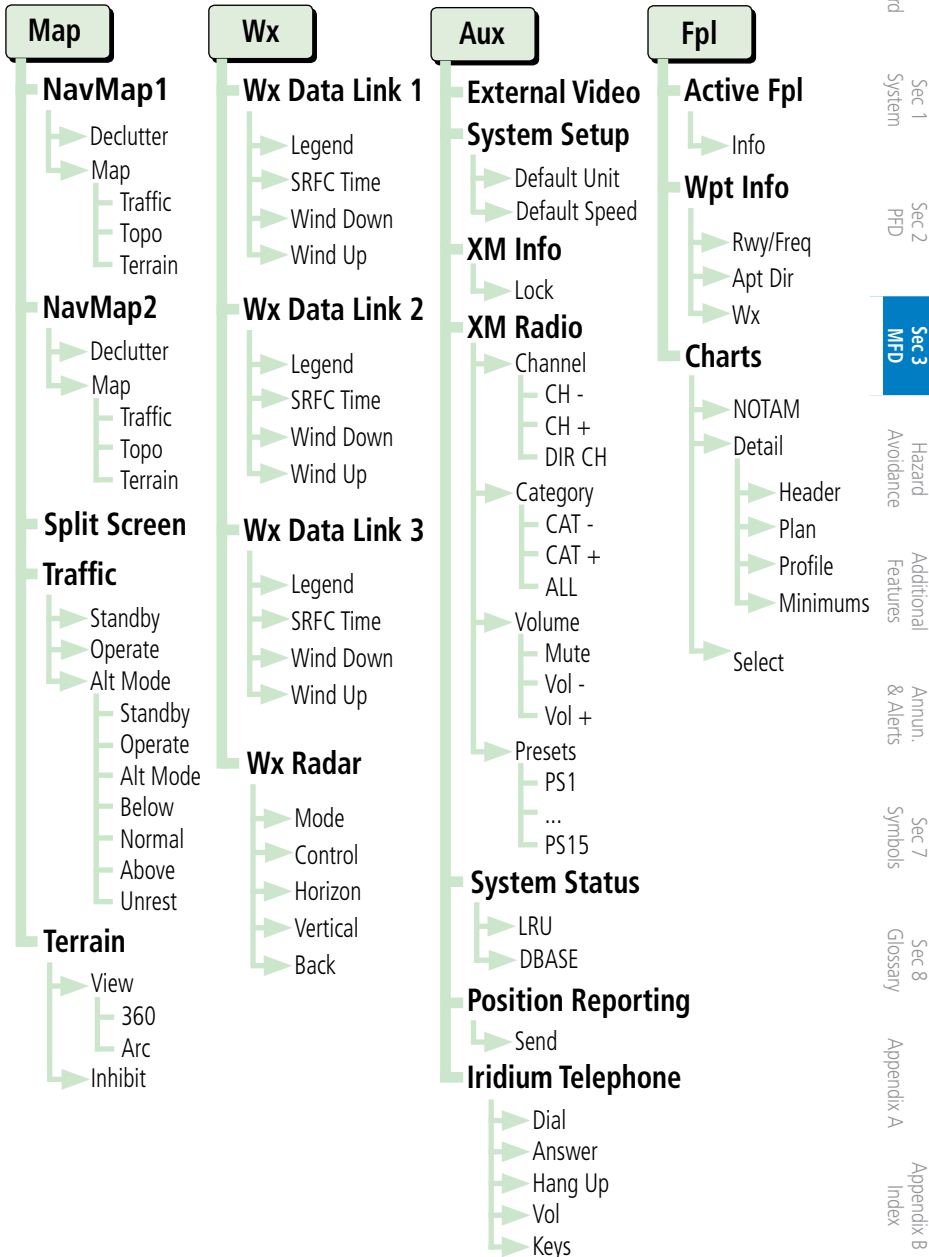 Map
NavMap1
Declutter
Map
Traffic
Topo
Terrain
NavMap2
Declutter
Map
Traffic
Topo
Terrain
Split Screen
Traffic
Standby
Operate
Alt Mode
Standby
Operate
Alt Mode
Below
Normal
Above
Unrest
Terrain
View
360
Arc
Inhibit
Wx
Wx Data Link 1
Legend
SRFC Time
Wind Down
Wind Up
Wx Data Link 2
Legend
SRFC Time
Wind Down
Wind Up
Wx Data Link 3
Legend
SRFC Time
Wind Down
Wind Up
Wx Radar
Mode
Control
Horizon
Vertical
Back
Aux
External Video
System Setup
Default Unit
Default Speed
XM Info
Lock
XM Radio
Channel
CH -
CH +
DIR CH
Category
CAT -
CAT +
ALL
Volume
Mute
Vol -
Vol +
Presets
PS1
...
PS15
System Status
LRU
DBASE
Position Reporting
Send
Iridium Telephone
Dial
Answer
Hang Up
Vol
Keys
Fpl
Active Fpl
Info
Wpt Info
Rwy/Freq
Apt Dir
Wx
Charts
NOTAM
Detail
Header
Plan
Profile
Minimums
Select
Sec 1
System
Sec 2
PFD
Sec 3
MFD
Hazard
Avoidance
Additional
Features
Annun.
& Alerts
Sec 7
Symbols
Sec 8
Glossary
Appendix A
Appendix B
Index